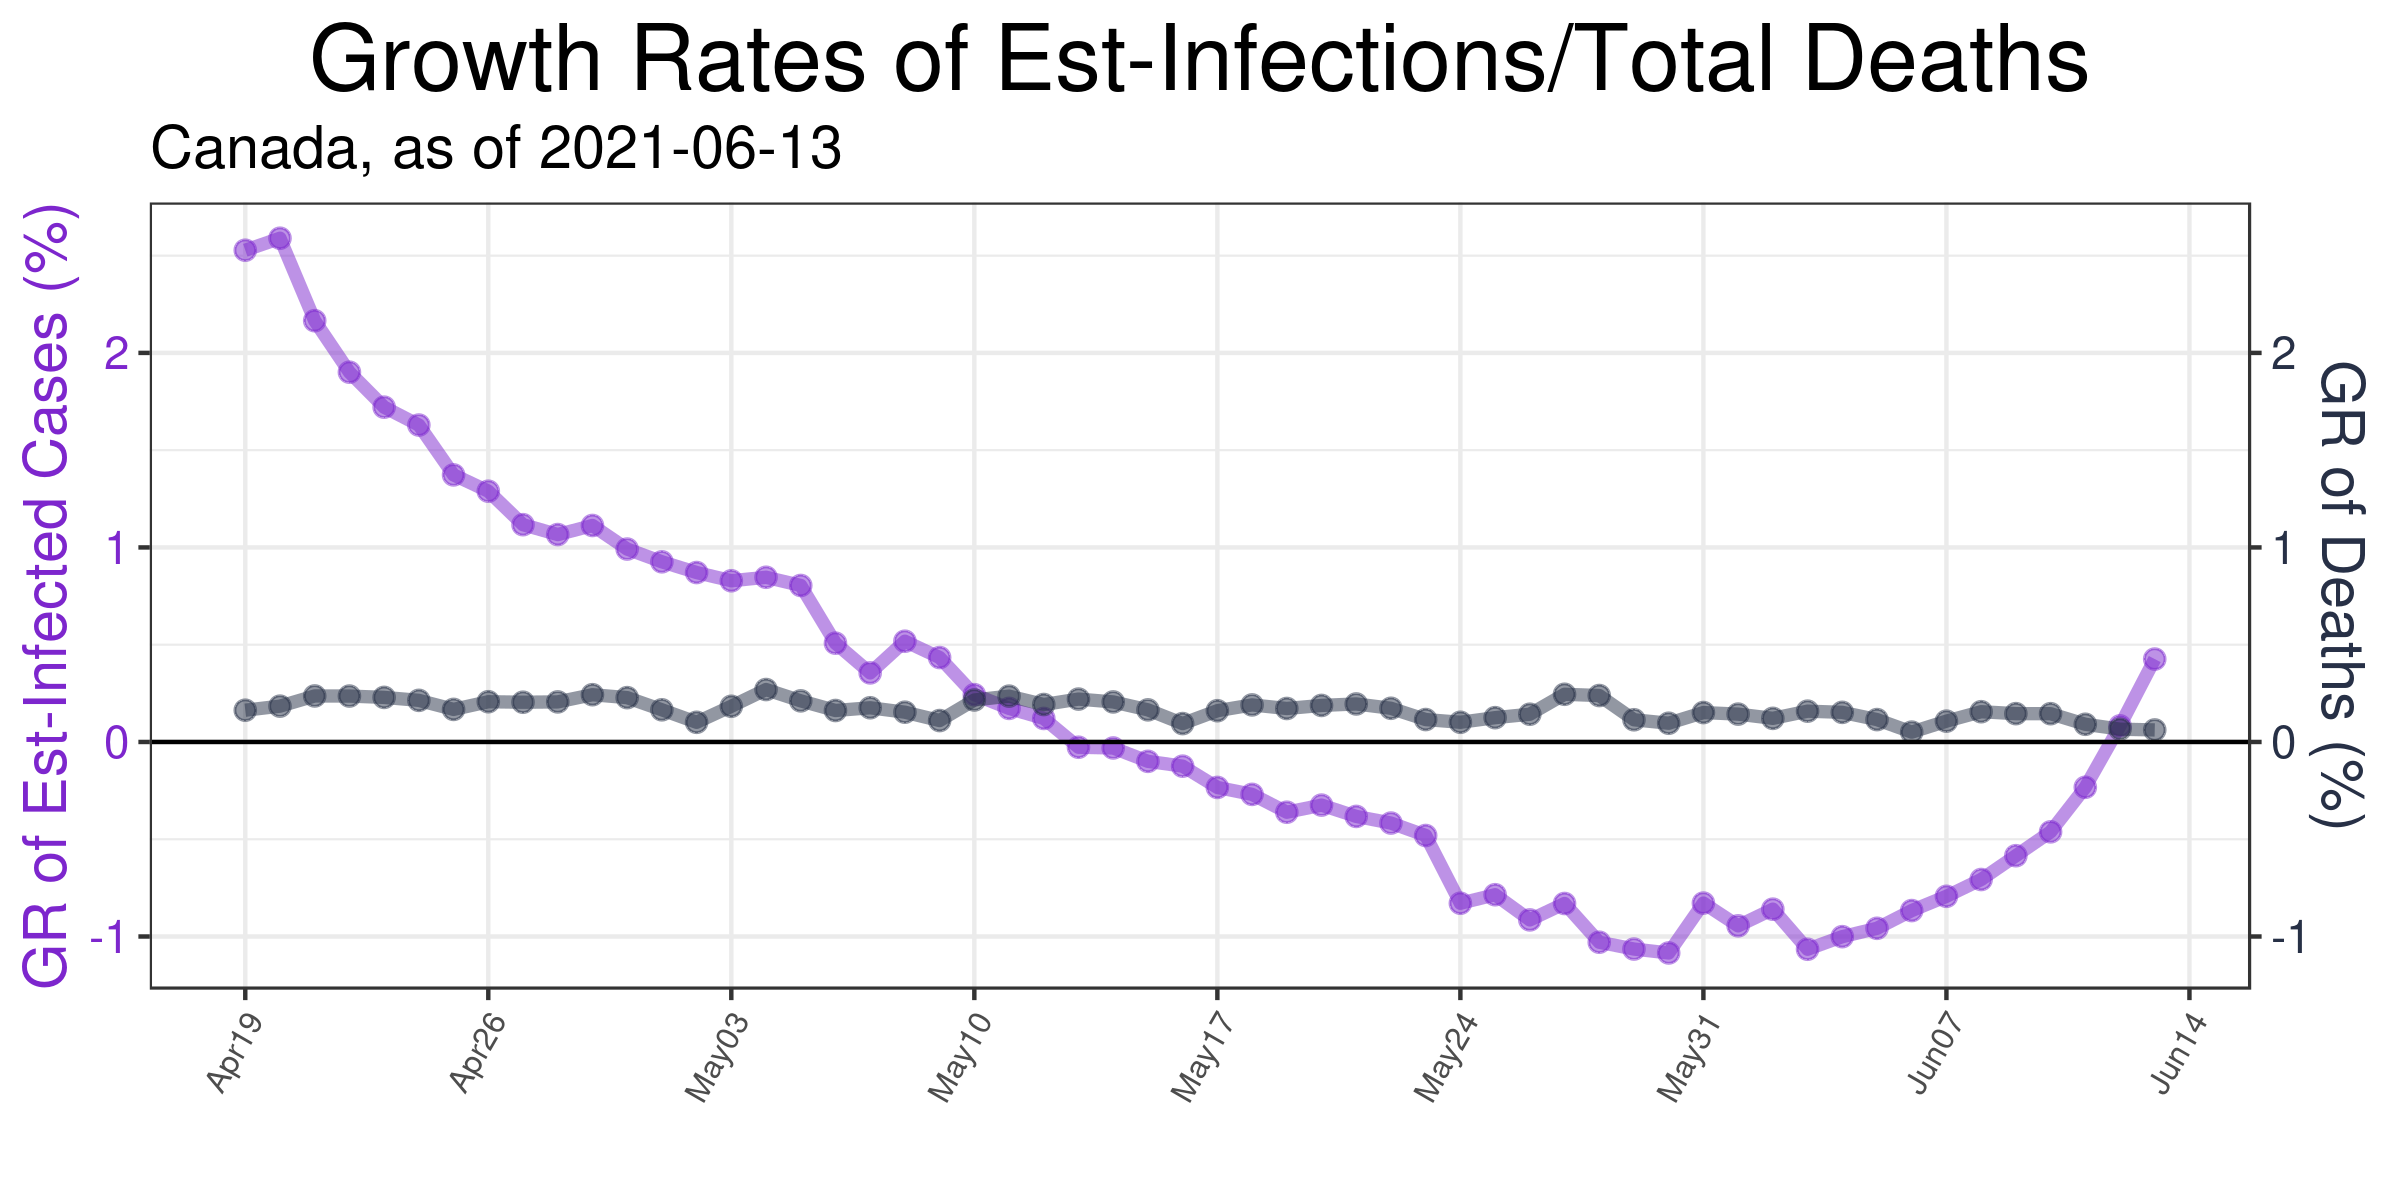 Growth Rates of Est-Infections/Total Deaths
Canada, as of 2021-06-13
GR of Est-Infected Cases (%)
2
1
0
-1
2
1
0
-1
GR of Deaths (%)
Apr19
Apr26
May03
May10
May17
May24
May31
Jun07
Jun14